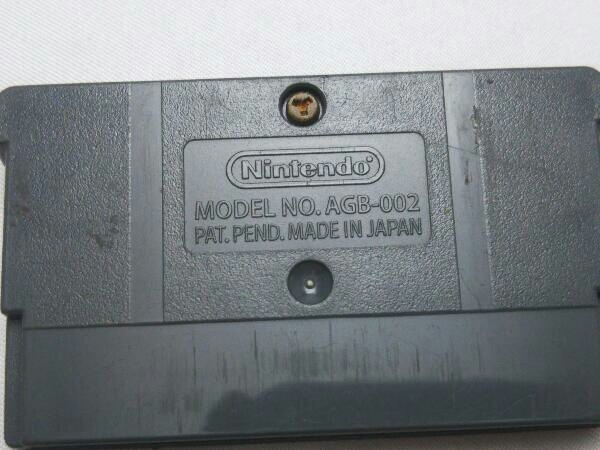 Nintendo®
MODEL NO. AGB-002
PAT. PEND. MADE IN JAPAN